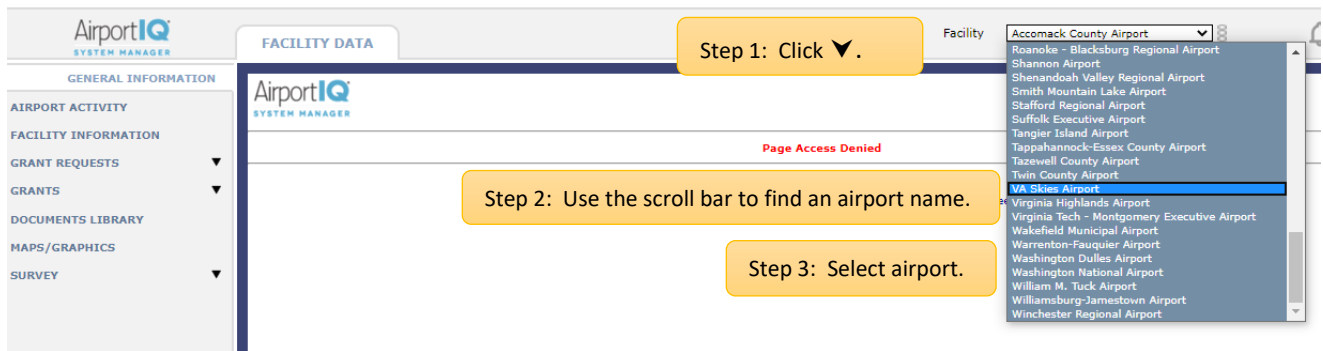 AirportIQ
SYSTEM MANAGER
FACILITY DATA
Step 1: Click ⮟.
Facility
Accomack County Airport
GENERAL INFORMATION
AIRPORT ACTIVITY
FACILITY INFORMATION
GRANT REQUESTS
GRANTS
DOCUMENTS LIBRARY
MAPS/GRAPHICS
SURVEY
AirportIQ
SYSTEM MANAGER
Page Access Denied
Step 2: Use the scroll bar to find an airport name.
Step 3: Select airport.
Roanoke - Blacksburg Regional Airport
Shannon Airport
Shenandoah Valley Regional Airport
Smith Mountain Lake Airport
Stafford Regional Airport
Suffolk Executive Airport
Tangier Island Airport
Tappahannock-Essex County Airport
Tazewell County Airport
Twin County Airport
VA Skies Airport
Virginia Highlands Airport
Virginia Tech - Montgomery Executive Airport
Wakefield Municipal Airport
Warrenton-Fauquier Airport
Washington Dulles Airport
Washington National Airport
William M. Tuck Airport
Williamsburg-Jamestown Airport
Winchester Regional Airport